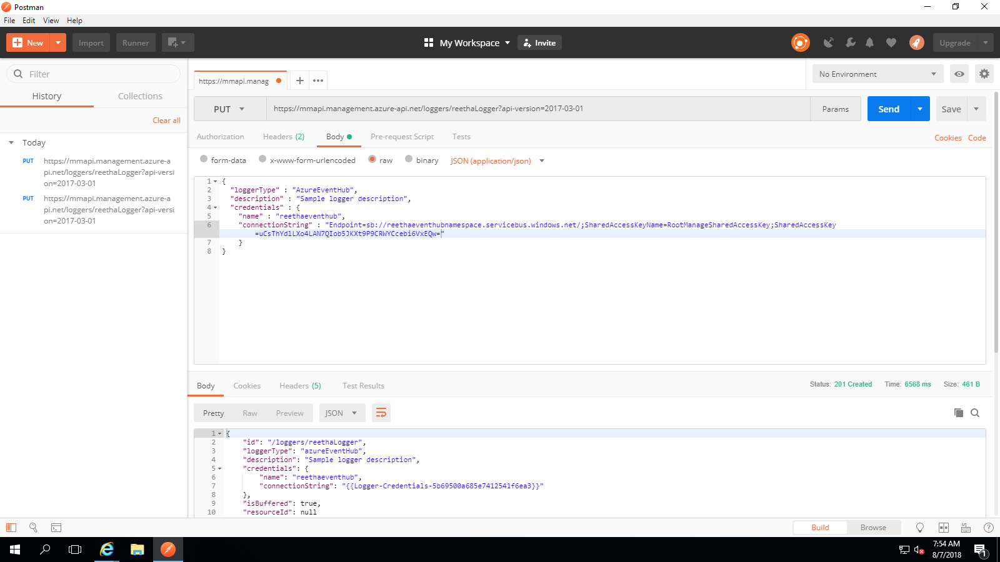 Postman
File Edit View Help
New
Import
Runner
My Workspace
Invite
Upgrade
Filter
History
Collections
Clear all
Today
PUT
https://mmapi.management.azure-a
pi.net/loggers/reethaLogger?api-versi
on=2017-03-01
PUT
https://mmapi.management.azure-a
pi.net/loggers/reethaLogger?api-versi
on=2017-03-01
https://mmapi.manag
No Environment
PUT
https://mmapi.management.azure-api.net/loggers/reethaLogger?api-version=2017-03-01
Params
Send
Save
Authorization Headers (2) Body Pre-request Script Tests
Cookies Code
form-data x-www-form-urlencoded raw binary JSON (application/json)
1 {
2 "loggerType" : "AzureEventHub",
3 "description" : "Sample logger description",
4 "credentials" : {
5 "name" : "reethaeventhub",
6 "connectionString" : "Endpoint=sb://reethaeventhubnamespace.servicebus.windows.net/;SharedAccessKeyName=RootManageSharedAccessKey;SharedAccessKey
=uCsThYdlLXo4LAN7QIob5JKXt9P9CRWYCcebi6VxEQw="
7 }
8 }
Body Cookies Headers (5) Test Results
Status: 201 Created Time: 6568 ms Size: 461 B
Pretty Raw Preview JSON
1 {
2 "id": "/loggers/reethaLogger",
3 "loggerType": "azureEventHub",
4 "description": "Sample logger description",
5 "credentials": {
6 "name": "reethaeventhub",
7 "connectionString": "{{Logger-Credentials-5b69500a685e7412541f6ea3}}"
8 },
9 "isBuffered": true,
10 "resourceId": null
Build Browse
7:54 AM
8/7/2018
1